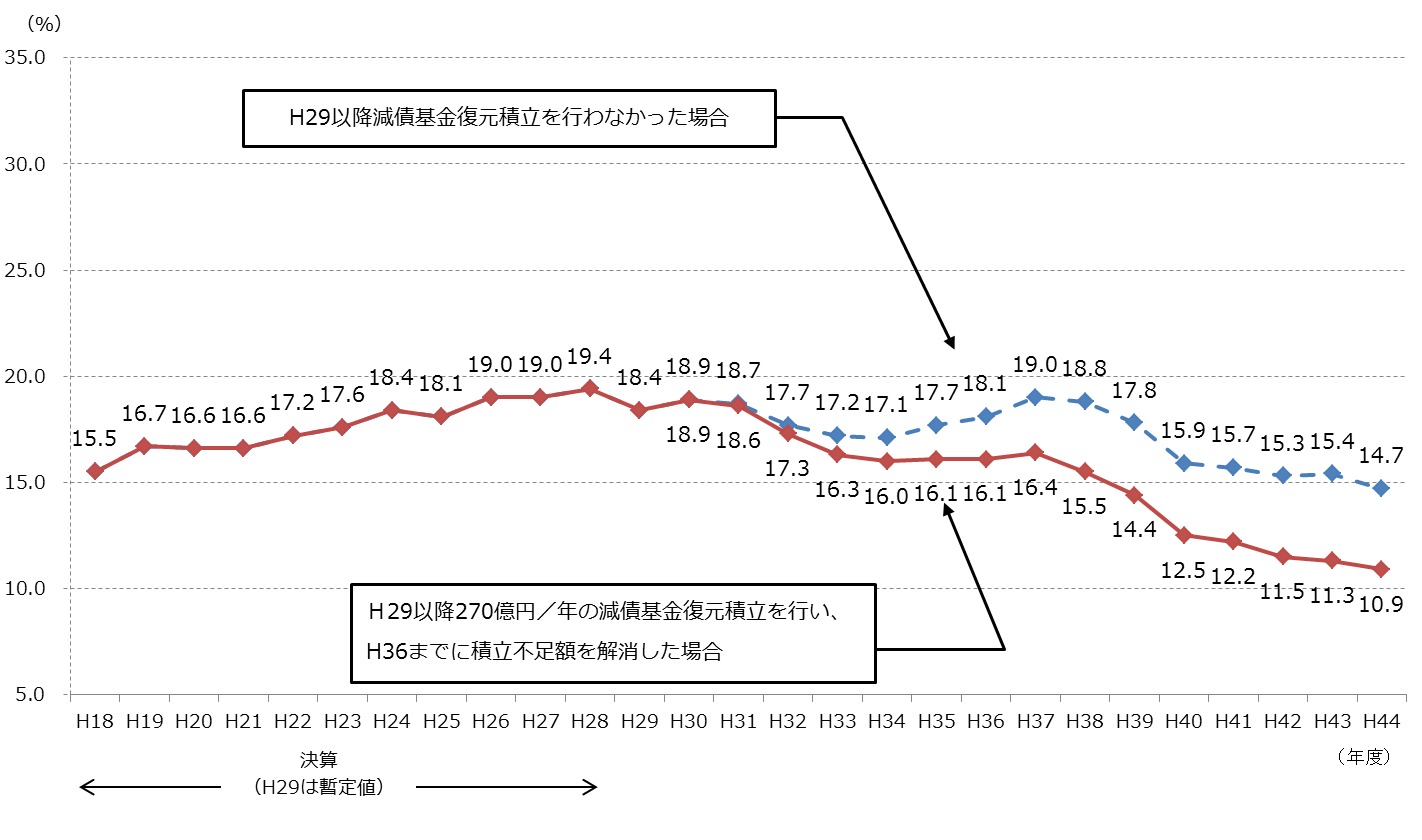 （%）
35.0
30.0
25.0
20.0
15.0
10.0
5.0
H29以降減債基金復元積立を行わなかった場合
15.5 16.7 16.6 16.6 17.2 17.6 18.4 18.1 19.0 19.0 19.4 18.4 18.9 18.7 17.7 17.2 17.1 17.7 18.1 19.0 18.8 17.8 15.9 15.7 15.3 15.4 14.7
18.9 18.6 17.3 16.3 16.0 16.1 16.1 16.4 15.5 14.4 12.5 12.2 11.5 11.3 10.9
Ｈ29以降270億円／年の減債基金復元積立を行い、
H36までに積立不足額を解消した場合
H18 H19 H20 H21 H22 H23 H24 H25 H26 H27 H28 H29 H30 H31 H32 H33 H34 H35 H36 H37 H38 H39 H40 H41 H42 H43 H44
（年度）
決算
（H29は暫定値）